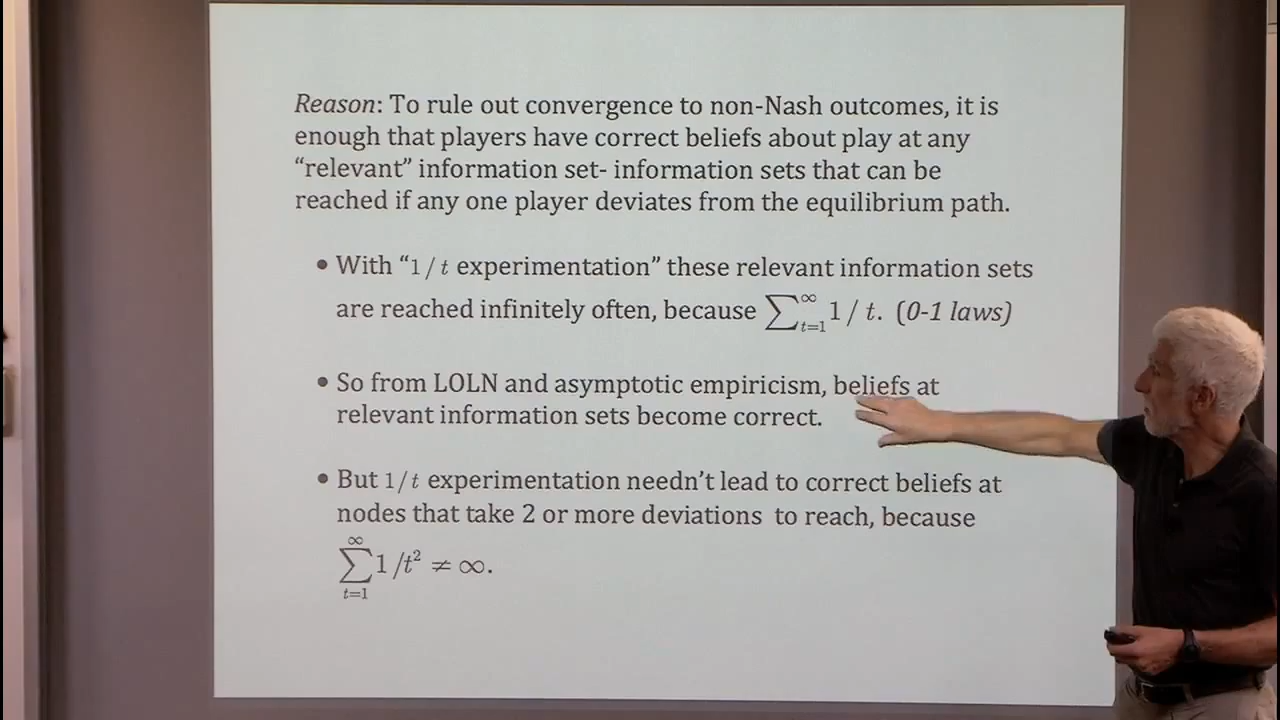 Reason: To rule out convergence to non-Nash outcomes, it is
enough that players have correct beliefs about play at any
“relevant” information set- information sets that can be
reached if any one player deviates from the equilibrium path.
• With “1 / t experimentation” these relevant information sets
are reached infinitely often, because ∑_{t=1}^{∞} 1 / t. (0-1 laws)
• So from LOLN and asymptotic empiricism, beliefs at
relevant information sets become correct.
• But 1/t experimentation needn’t lead to correct beliefs at
nodes that take 2 or more deviations to reach, because
∑_{t=1}^{∞} 1/t² ≠ ∞.